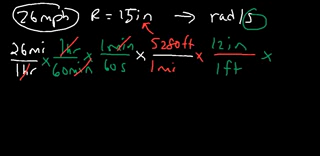 26mph R = 15in → rad/s
26mi/1hr × 1hr/60min × 1min/60s × 5280ft/1mi × 12in/1ft ×